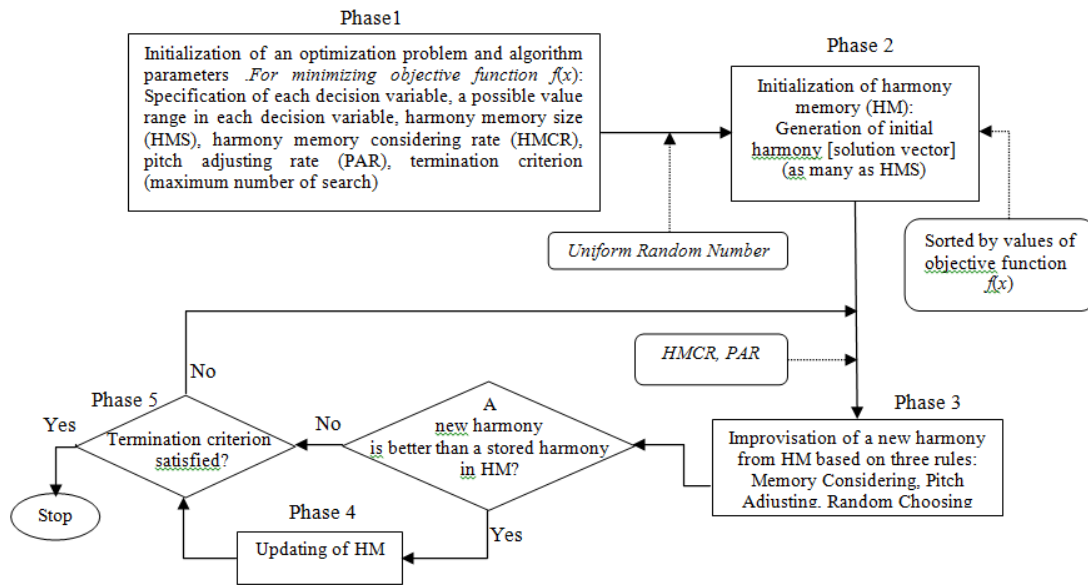 Phase1
Initialization of an optimization problem and algorithm
parameters .For minimizing objective function f(x):
Specification of each decision variable, a possible value
range in each decision variable, harmony memory size
(HMS), harmony memory considering rate (HMCR),
pitch adjusting rate (PAR), termination criterion
(maximum number of search)
Phase 2
Initialization of harmony
memory (HM):
Generation of initial
harmony [solution vector]
(as many as HMS)
Uniform Random Number
Sorted by values of
objective function
f(x)
HMCR, PAR
Phase 3
Improvisation of a new harmony
from HM based on three rules:
Memory Considering, Pitch
Adjusting, Random Choosing
A
new harmony
is better than a stored harmony
in HM?
No
Yes
Phase 4
Updating of HM
Phase 5
Termination criterion
satisfied?
No
Yes
Stop